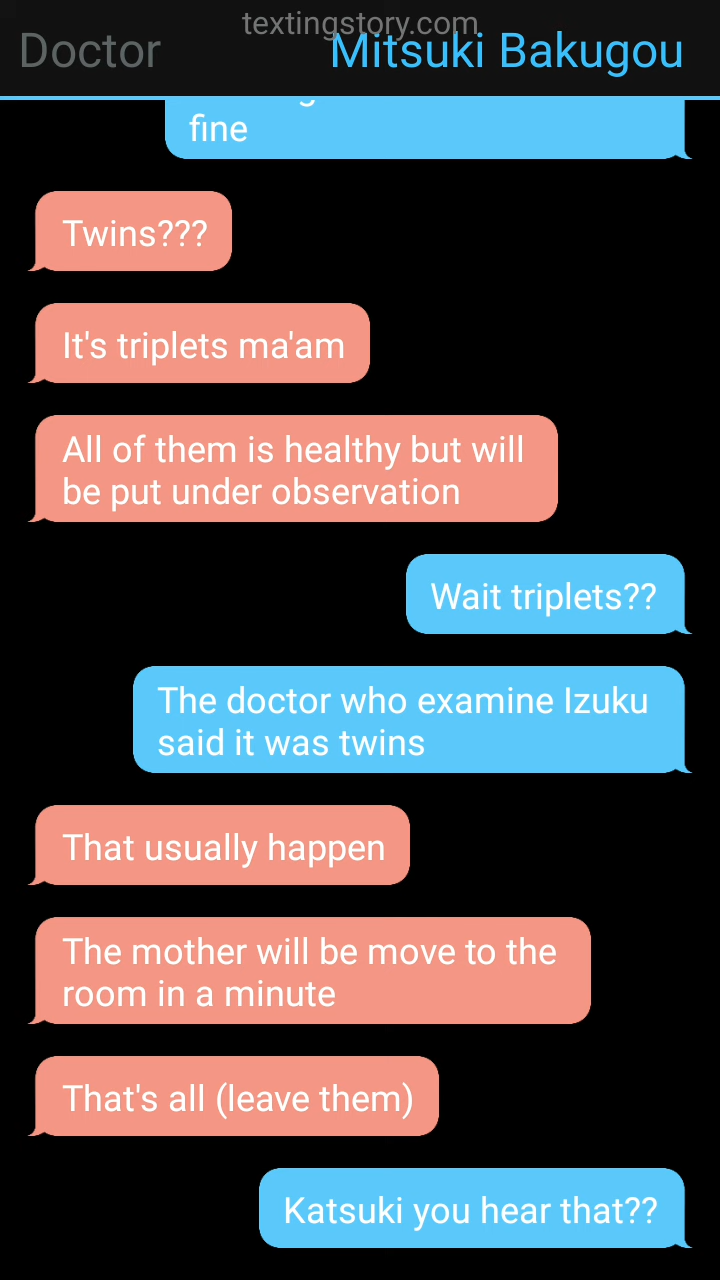 textingstory.com
Doctor
Mitsuki Bakugou
fine
Twins???
It's triplets ma'am
All of them is healthy but will
be put under observation
Wait triplets??
The doctor who examine Izuku
said it was twins
That usually happen
The mother will be move to the
room in a minute
That's all (leave them)
Katsuki you hear that??